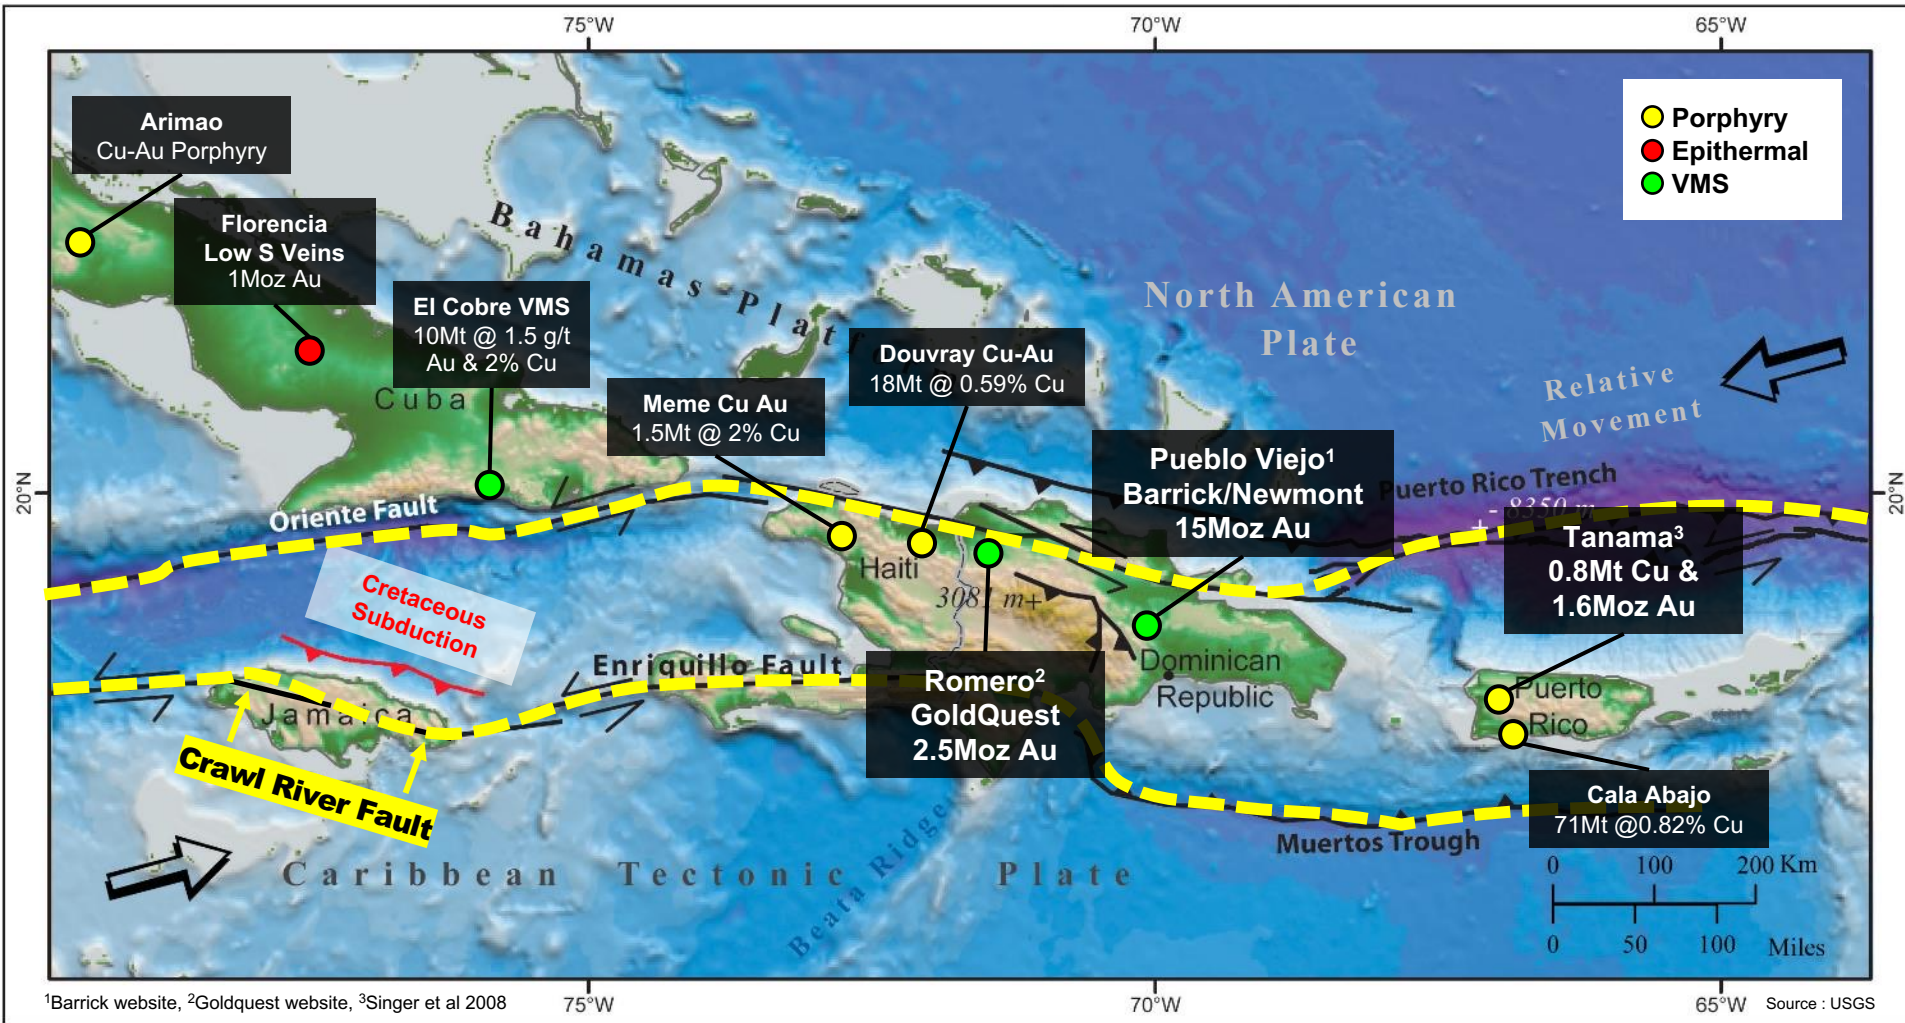 75°W
70°W
65°W
Arimao
Cu-Au Porphyry
Florencia
Low S Veins
1Moz Au
El Cobre VMS
10Mt @ 1.5 g/t
Au & 2% Cu
Meme Cu Au
1.5Mt @ 2% Cu
Douvray Cu-Au
18Mt @ 0.59% Cu
Pueblo Viejo¹
Barrick/Newmont
15Moz Au
Porphyry
Epithermal
VMS
Bahamas Platf
North American
Plate
Relative
Movement
Cuba
20°N
20°N
Oriente Fault
Puerto Rico Trench
- 8350 m
+
Tanama³
0.8Mt Cu &
1.6Moz Au
Haiti
3081 m+
Cretaceous
Subduction
Enriquillo Fault
Dominican
Republic
Romero²
GoldQuest
2.5Moz Au
Jamaica
Puerto
Rico
Crawl River Fault
Cala Abajo
71Mt @0.82% Cu
Muertos Trough
Caribbean Tectonic Plate
Beata Ridge
0 100 200 Km
0 50 100 Miles
¹Barrick website, ²Goldquest website, ³Singer et al 2008
75°W
70°W
65°W
Source : USGS